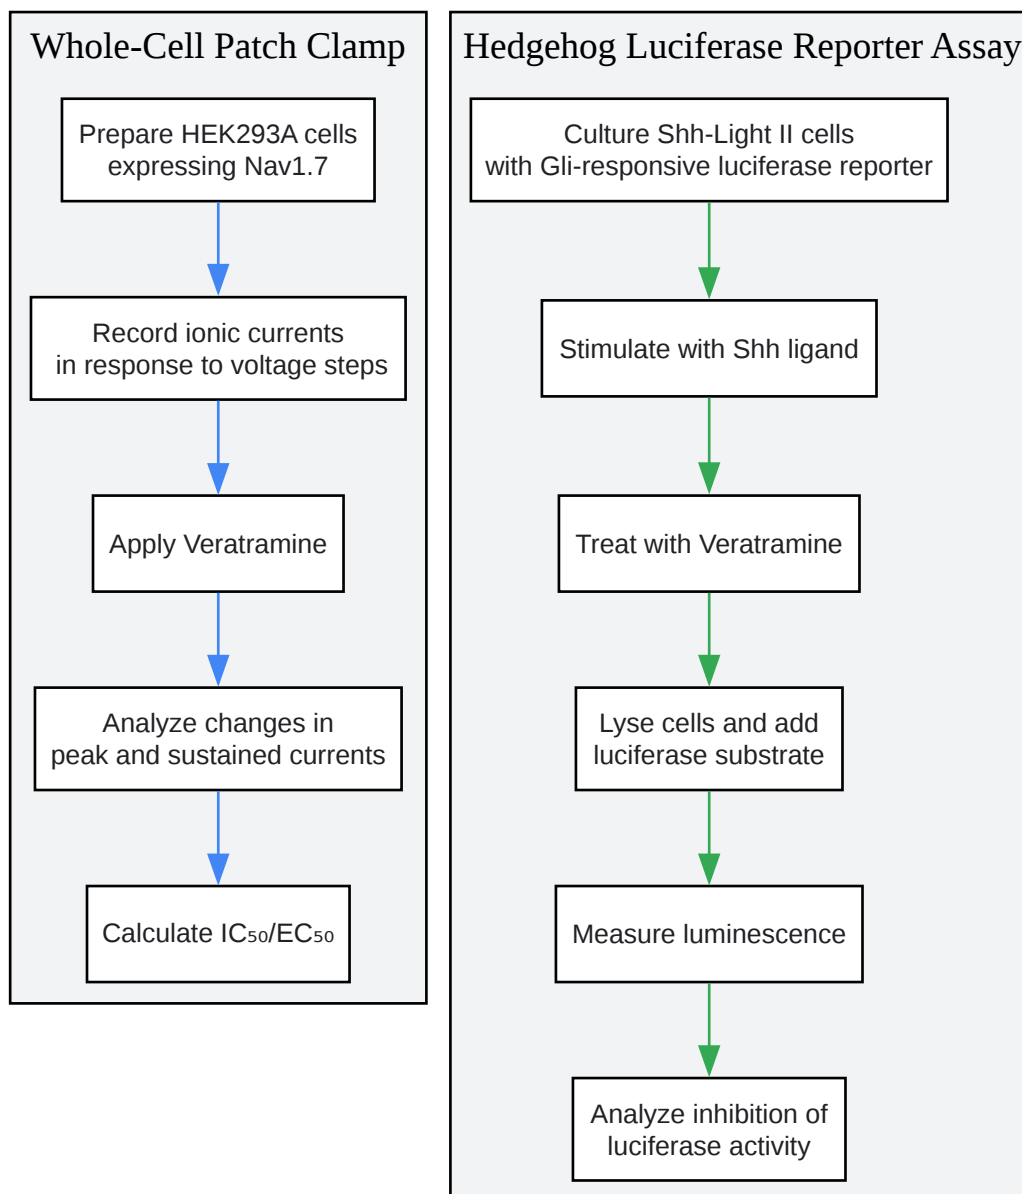 Whole-Cell Patch Clamp
Prepare HEK293A cells
expressing Nav1.7
Record ionic currents
in response to voltage steps
Apply Veratramine
Analyze changes in
peak and sustained currents
Calculate IC₅₀/EC₅₀
Hedgehog Luciferase Reporter Assay
Culture Shh-Light II cells
with Gli-responsive luciferase reporter
Stimulate with Shh ligand
Treat with Veratramine
Lyse cells and add
luciferase substrate
Measure luminescence
Analyze inhibition of
luciferase activity